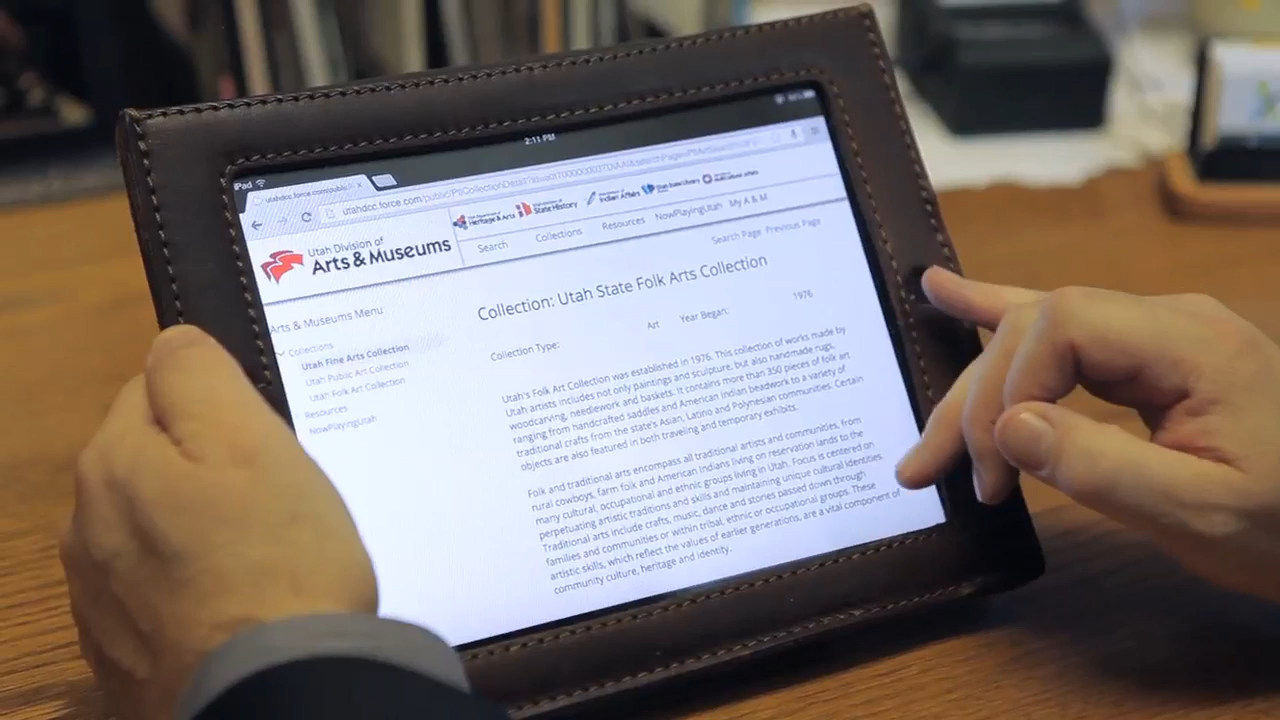 iPad
2:11 PM
utahdcc.force.com/public
utahdcc.force.com/public/PtlCollectionDetail?
Utah Division of
Arts & Museums
Heritage & Arts
State History
Indian Affairs
Search Collections Resources NowPlayingUtah My A & M
Search Page Previous Page
Arts & Museums Menu
Collections
Utah Fine Arts Collection
Utah Public Art Collection
Utah Folk Art Collection
Resources
NowPlayingUtah
Collection: Utah State Folk Arts Collection
Collection Type: Art Year Began: 1976
Utah's Folk Art Collection was established in 1976. This collection of works made by
Utah artists includes not only paintings and sculpture, but also handmade rugs,
woodcarving, needlework and baskets. It contains more than 350 pieces of folk art
ranging from handcrafted saddles and American Indian beadwork to a variety of
traditional crafts from the state's Asian, Latino and Polynesian communities. Certain
objects are also featured in both traveling and temporary exhibits.
Folk and traditional arts encompass all traditional artists and communities, from
rural cowboys, farm folk and American Indians living on reservation lands to the
many cultural, occupational and ethnic groups living in Utah. Focus is centered on
perpetuating artistic traditions and skills and maintaining unique cultural identities.
Traditional arts include crafts, music, dance and stories passed down through
families and communities or within tribal, ethnic or occupational groups. These
artistic skills, which reflect the values of earlier generations, are a vital component of
community culture, heritage and identity.